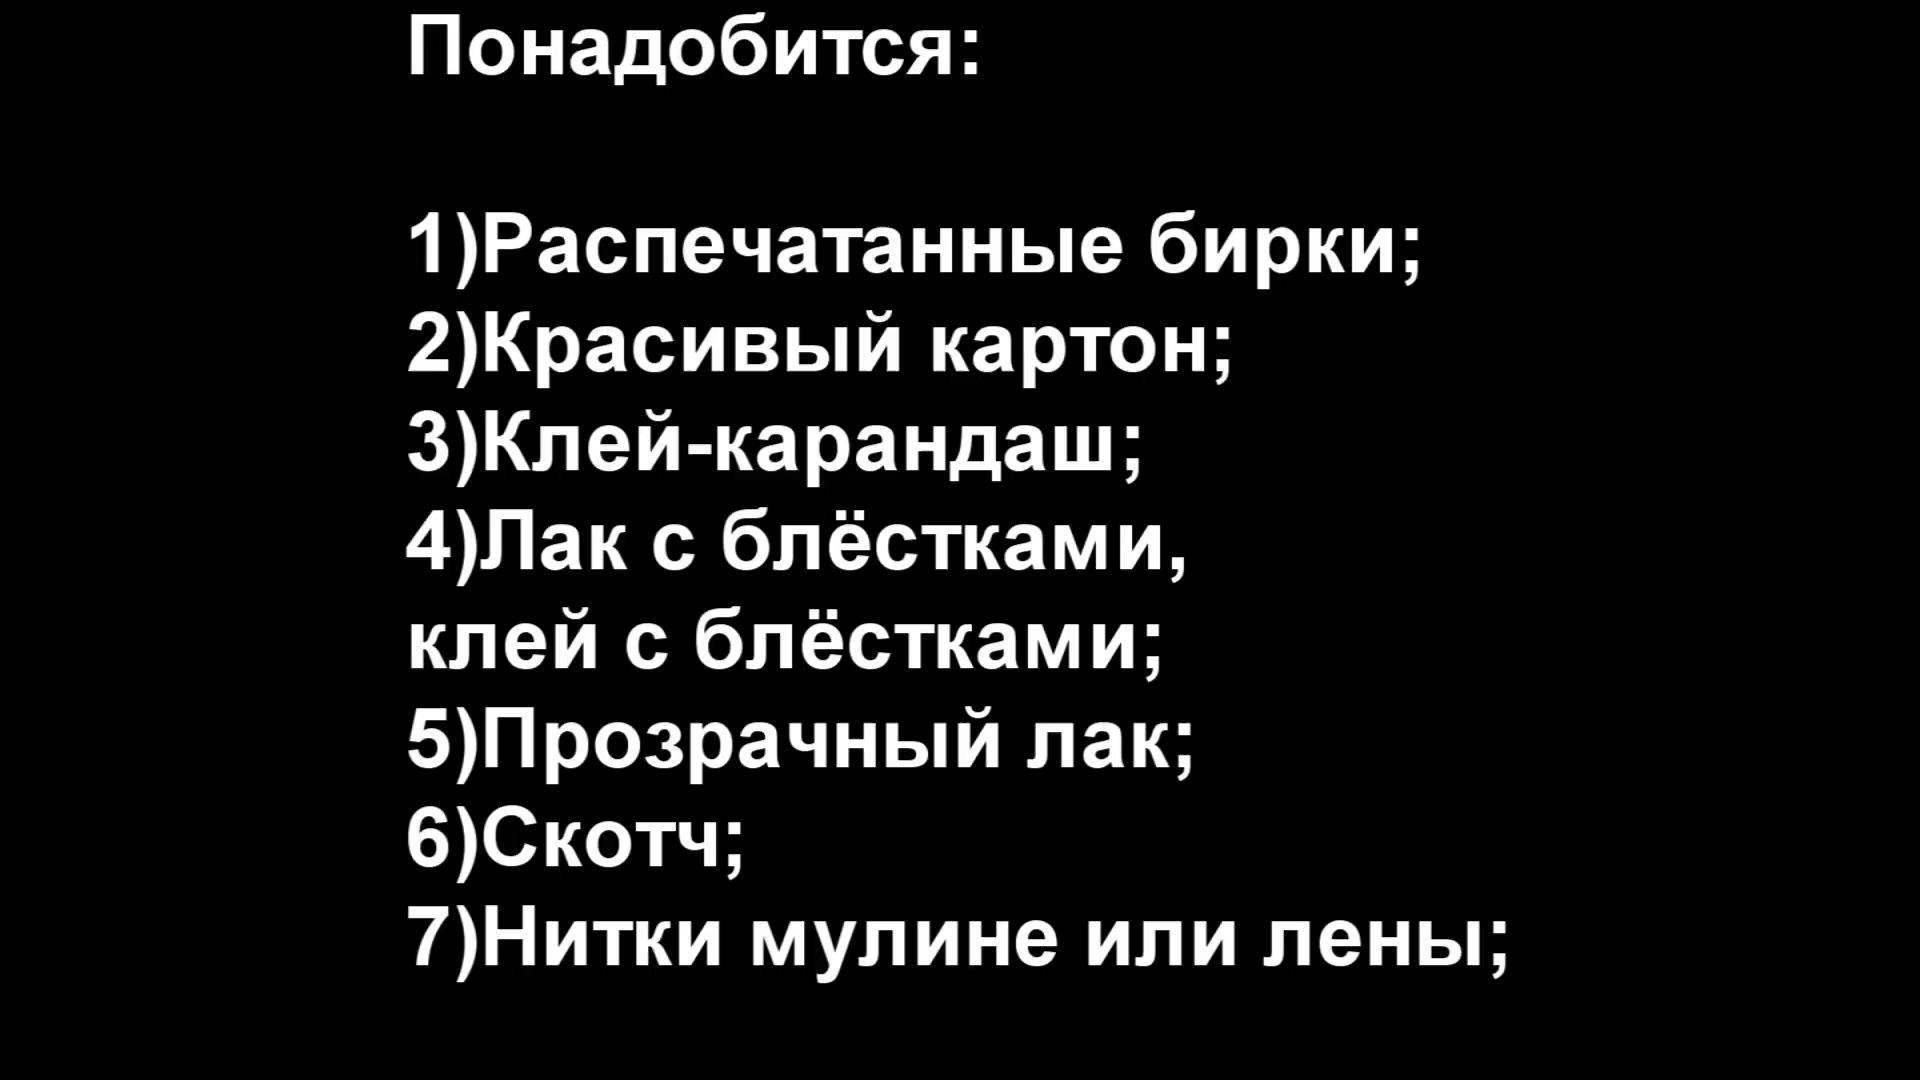 Понадобится:
1)Распечатанные бирки;
2)Красивый картон;
3)Клей-карандаш;
4)Лак с блёстками,
клей с блёстками;
5)Прозрачный лак;
6)Скотч;
7)Нитки мулине или лены;